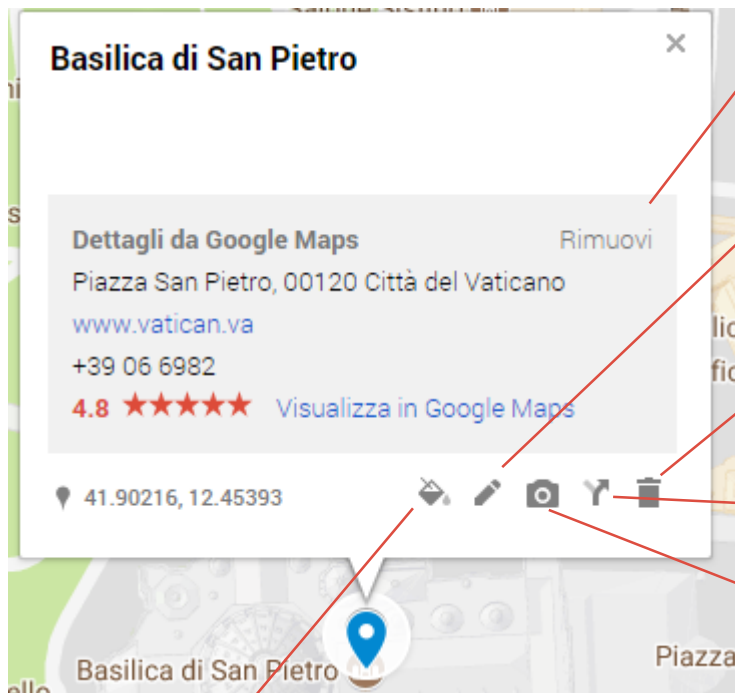 Basilica di San Pietro
Dettagli da Google Maps Rimuovi
Piazza San Pietro, 00120 Città del Vaticano
www.vatican.va
+39 06 6982
4.8 Visualizza in Google Maps
41.90216, 12.45393
Basilica di San Pietro
Piazza